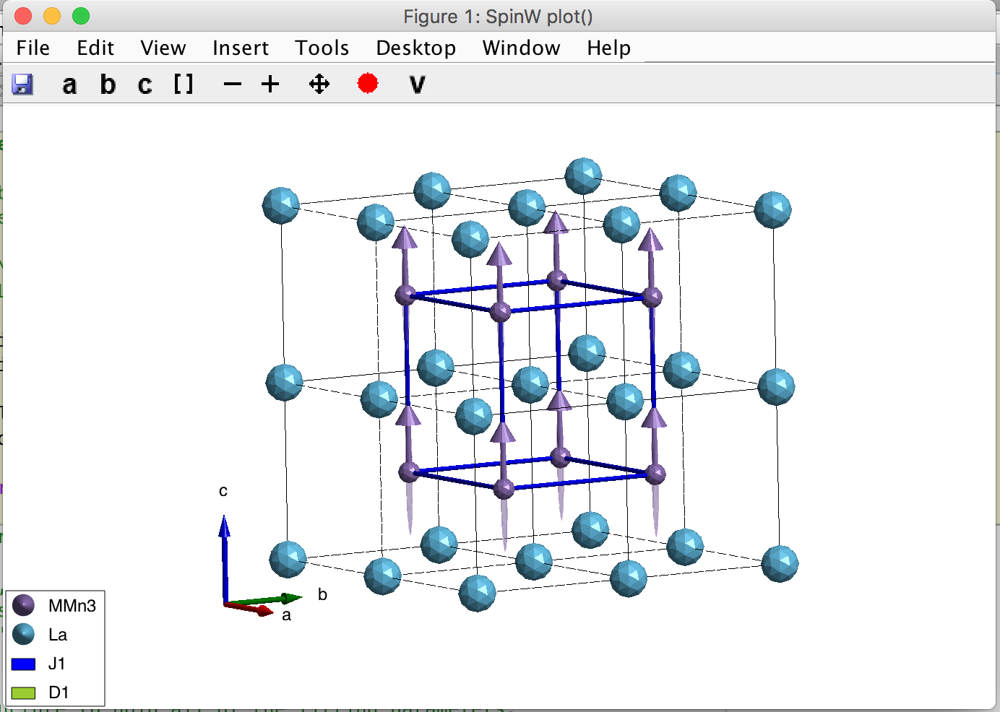 Figure 1: SpinW plot()
File Edit View Insert Tools Desktop Window Help
a b c [] − + V
c
b
a
MMn3
La
J1
D1